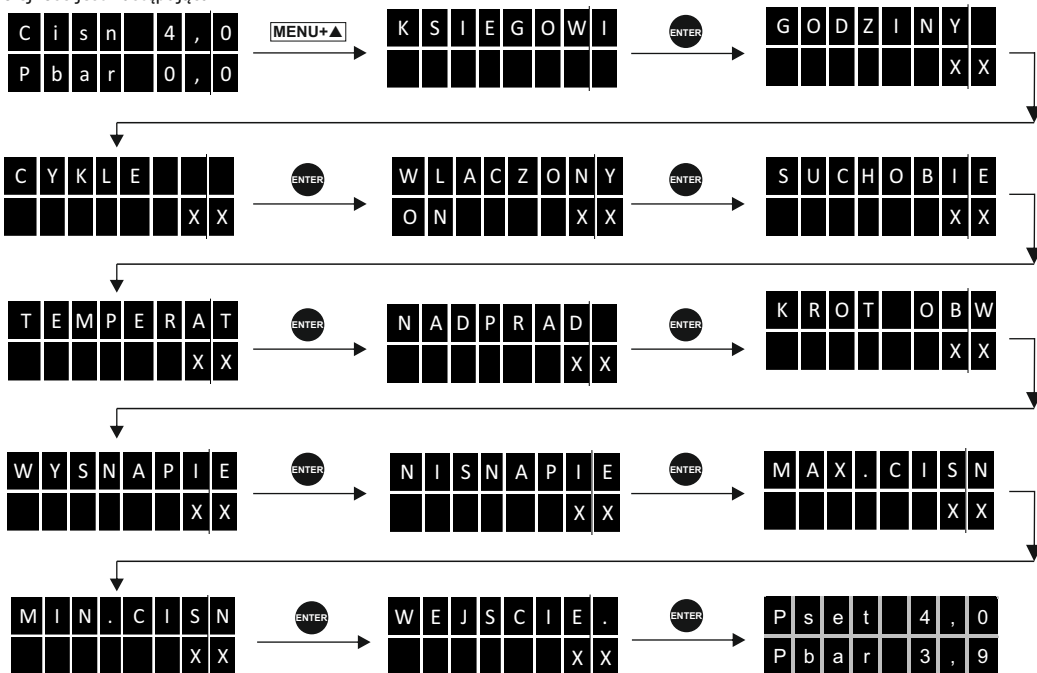 Cisn 4,0
Pbar 0,0
MENU+▲
KSIEGOWI
ENTER
GODZINY
XX
CYKLE
XX
ENTER
WLACZONY
ON XX
ENTER
SUCHOBIE
XX
TEMPERAT
XX
ENTER
NADPRAD
XX
ENTER
KROT OBW
XX
WYSNAPIE
XX
ENTER
NISNAPIE
XX
ENTER
MAX.CISN
XX
MIN.CISN
XX
ENTER
WEJSCIE.
XX
ENTER
Pset 4,0
Pbar 3,9